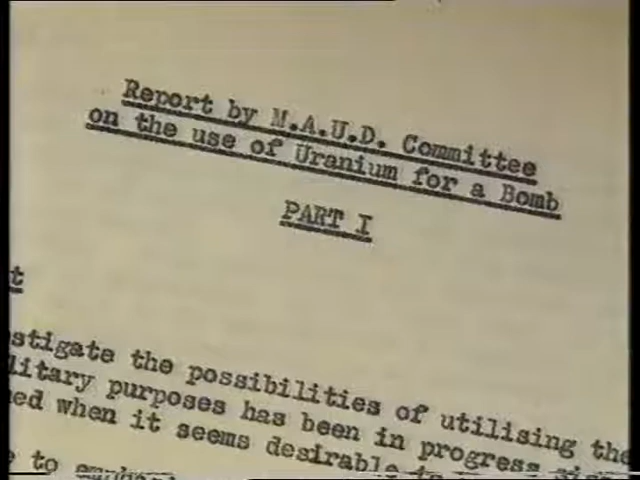 Report by M.A.U.D. Committee
on the use of Uranium for a Bomb
PART I
t
stigate the possibilities of utilising the
litary purposes has been in progress
ed when it seems desirable
to